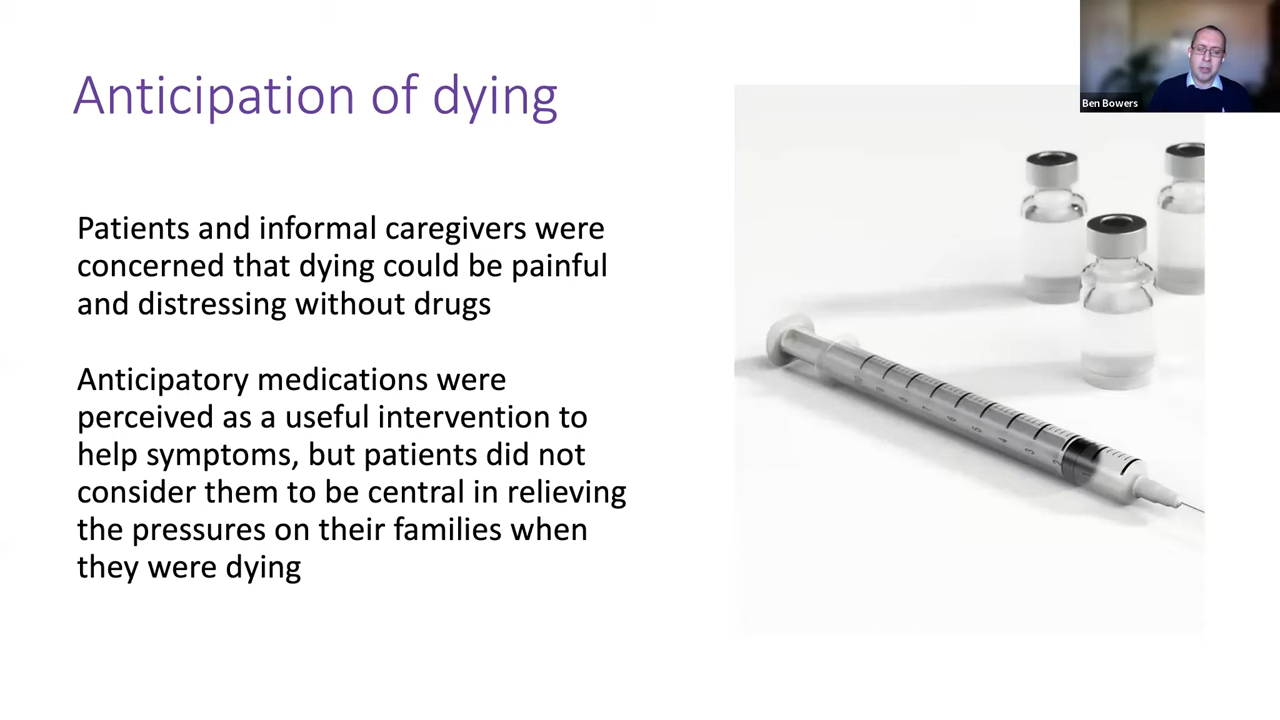 Anticipation of dying
Ben Bowers
Patients and informal caregivers were
concerned that dying could be painful
and distressing without drugs
Anticipatory medications were
perceived as a useful intervention to
help symptoms, but patients did not
consider them to be central in relieving
the pressures on their families when
they were dying